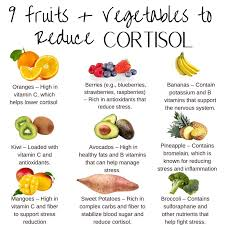 9 fruits + vegetables to
Reduce CORTISOL
Oranges – High in
vitamin C, which
helps lower cortisol
Berries (e.g., blueberries,
strawberries, raspberries)
– Rich in antioxidants that
reduce stress.
Bananas – Contain
potassium and B
vitamins that support
the nervous system.
Kiwi – Loaded with
vitamin C and
antioxidants.
Avocados – High in
healthy fats and B
vitamins that can help
manage stress.
Pineapples – Contains
bromelain, which is
known for reducing
stress and inflammation
Mangoes – High in
vitamin C and fiber
to support stress
reduction
Sweet Potatoes – Rich in
complex carbs and fiber to
stabilize blood sugar and
reduce cortisol.
Broccoli – Contains
sulforaphane and
other nutrients that
help fight stress.